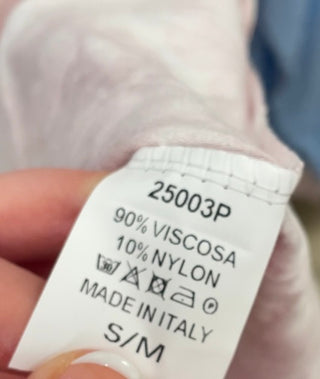 25003P
90% VISCOSA
10% NYLON
MADE IN ITALY
S/M